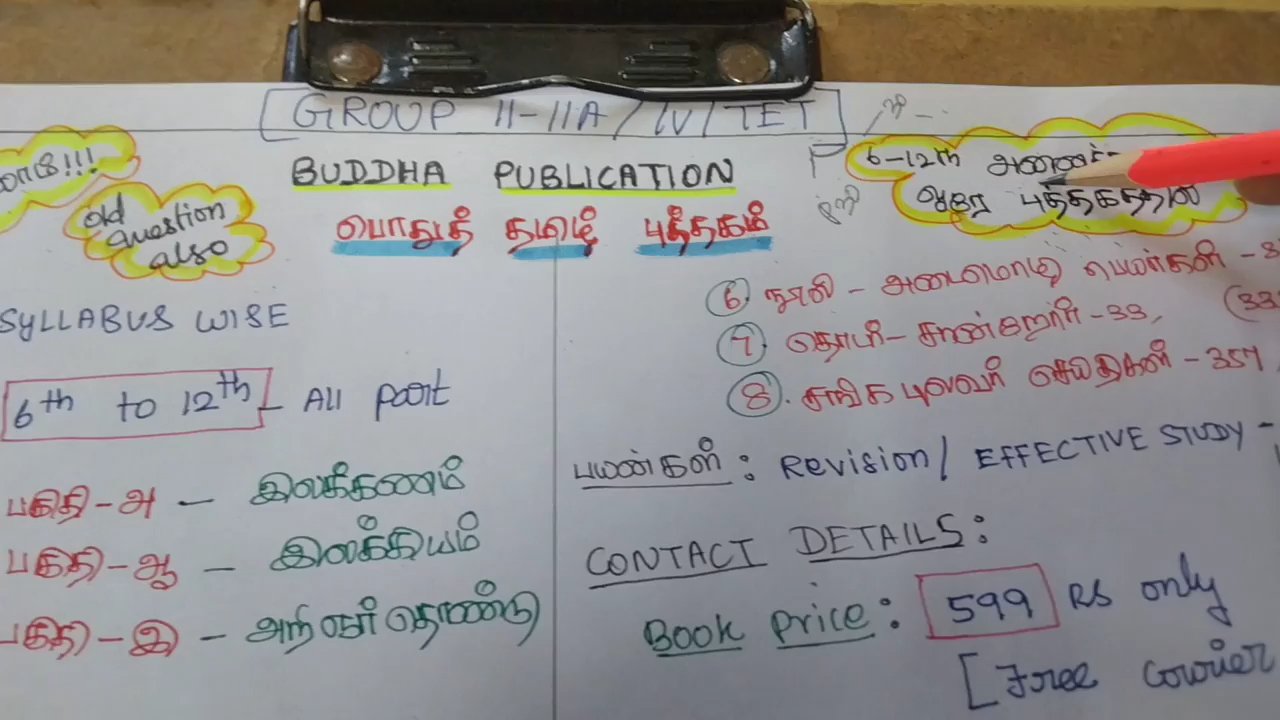 GROUP II-IIA / IV / TET
BUDDHA PUBLICATION
பொதுத் தமிழ் புத்தகம்
old
question
also
6-12th
ஒரே புத்தகத்தில்
SYLLABUS WISE
6th to 12th - All part
பகுதி - அ - இலக்கணம்
பகுதி - ஆ - இலக்கியம்
பகுதி - இ - அறிஞர் தொண்டு
⑥ நூல் - அடைமொழி பெயர்கள் -
⑦ தொடர் - சான்றோர் - 33,
⑧. சங்க புலவர் செய்திகள் - 357
பயன்கள் : Revision / EFFECTIVE STUDY -
CONTACT DETAILS :
Book Price : 599 Rs only
[Free Courier